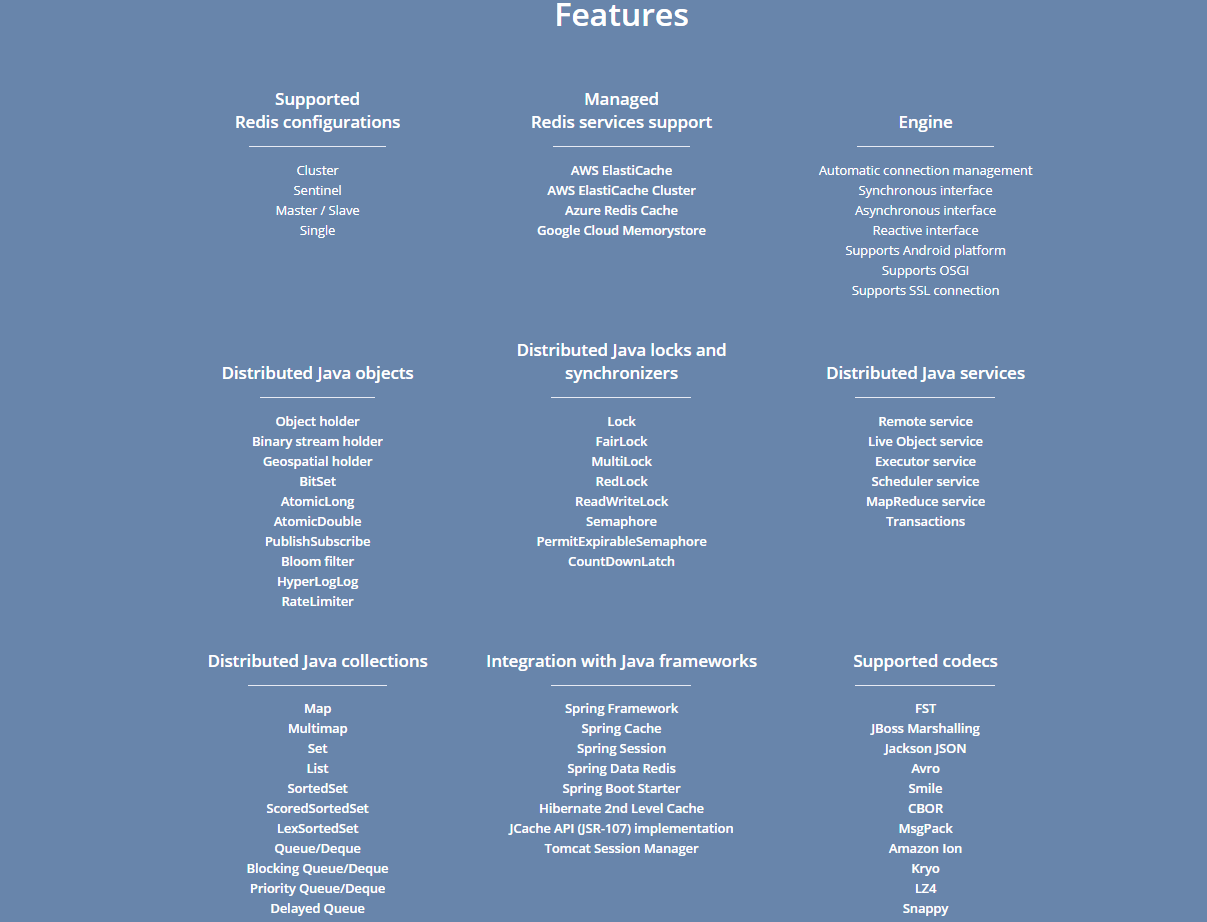 Features
Supported
Redis configurations
Cluster
Sentinel
Master / Slave
Single
Managed
Redis services support
AWS ElastiCache
AWS ElastiCache Cluster
Azure Redis Cache
Google Cloud Memorystore
Engine
Automatic connection management
Synchronous interface
Asynchronous interface
Reactive interface
Supports Android platform
Supports OSGI
Supports SSL connection
Distributed Java objects
Object holder
Binary stream holder
Geospatial holder
BitSet
AtomicLong
AtomicDouble
PublishSubscribe
Bloom filter
HyperLogLog
RateLimiter
Distributed Java locks and
synchronizers
Lock
FairLock
MultiLock
RedLock
ReadWriteLock
Semaphore
PermitExpirableSemaphore
CountDownLatch
Distributed Java services
Remote service
Live Object service
Executor service
Scheduler service
MapReduce service
Transactions
Distributed Java collections
Map
Multimap
Set
List
SortedSet
ScoredSortedSet
LexSortedSet
Queue/Deque
Blocking Queue/Deque
Priority Queue/Deque
Delayed Queue
Integration with Java frameworks
Spring Framework
Spring Cache
Spring Session
Spring Data Redis
Spring Boot Starter
Hibernate 2nd Level Cache
JCache API (JSR-107) implementation
Tomcat Session Manager
Supported codecs
FST
JBoss Marshalling
Jackson JSON
Avro
Smile
CBOR
MsgPack
Amazon Ion
Kryo
LZ4
Snappy